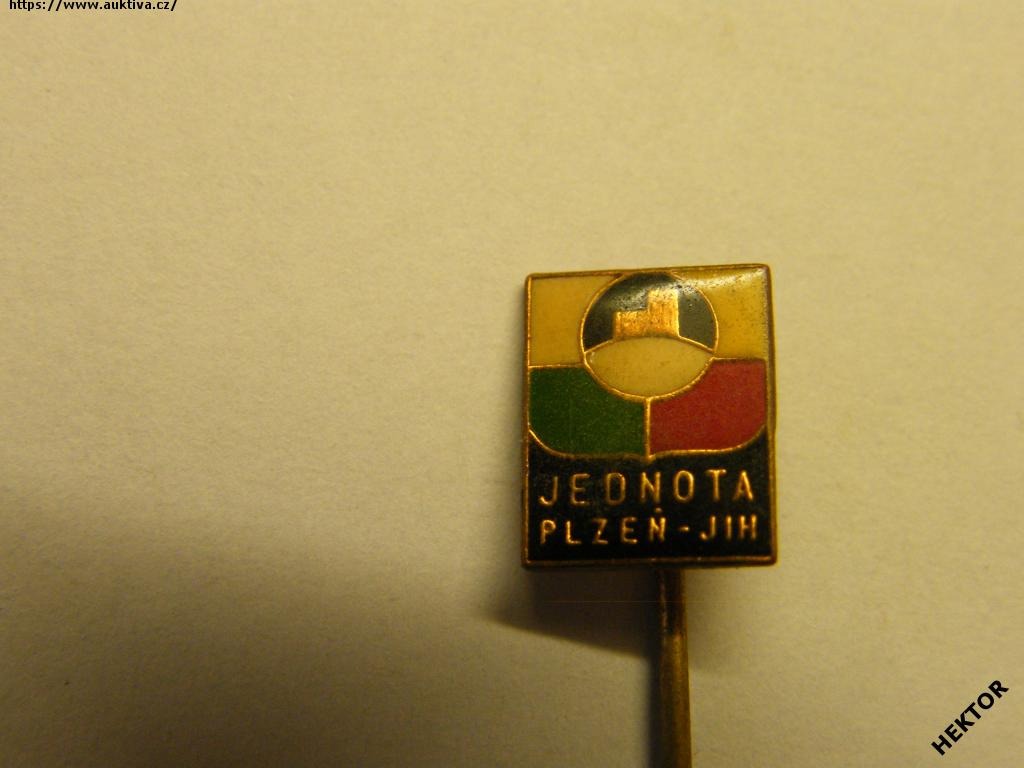 https://www.auktiva.cz/
JEDNOTA
PLZEŇ - JIH
HEKTOR